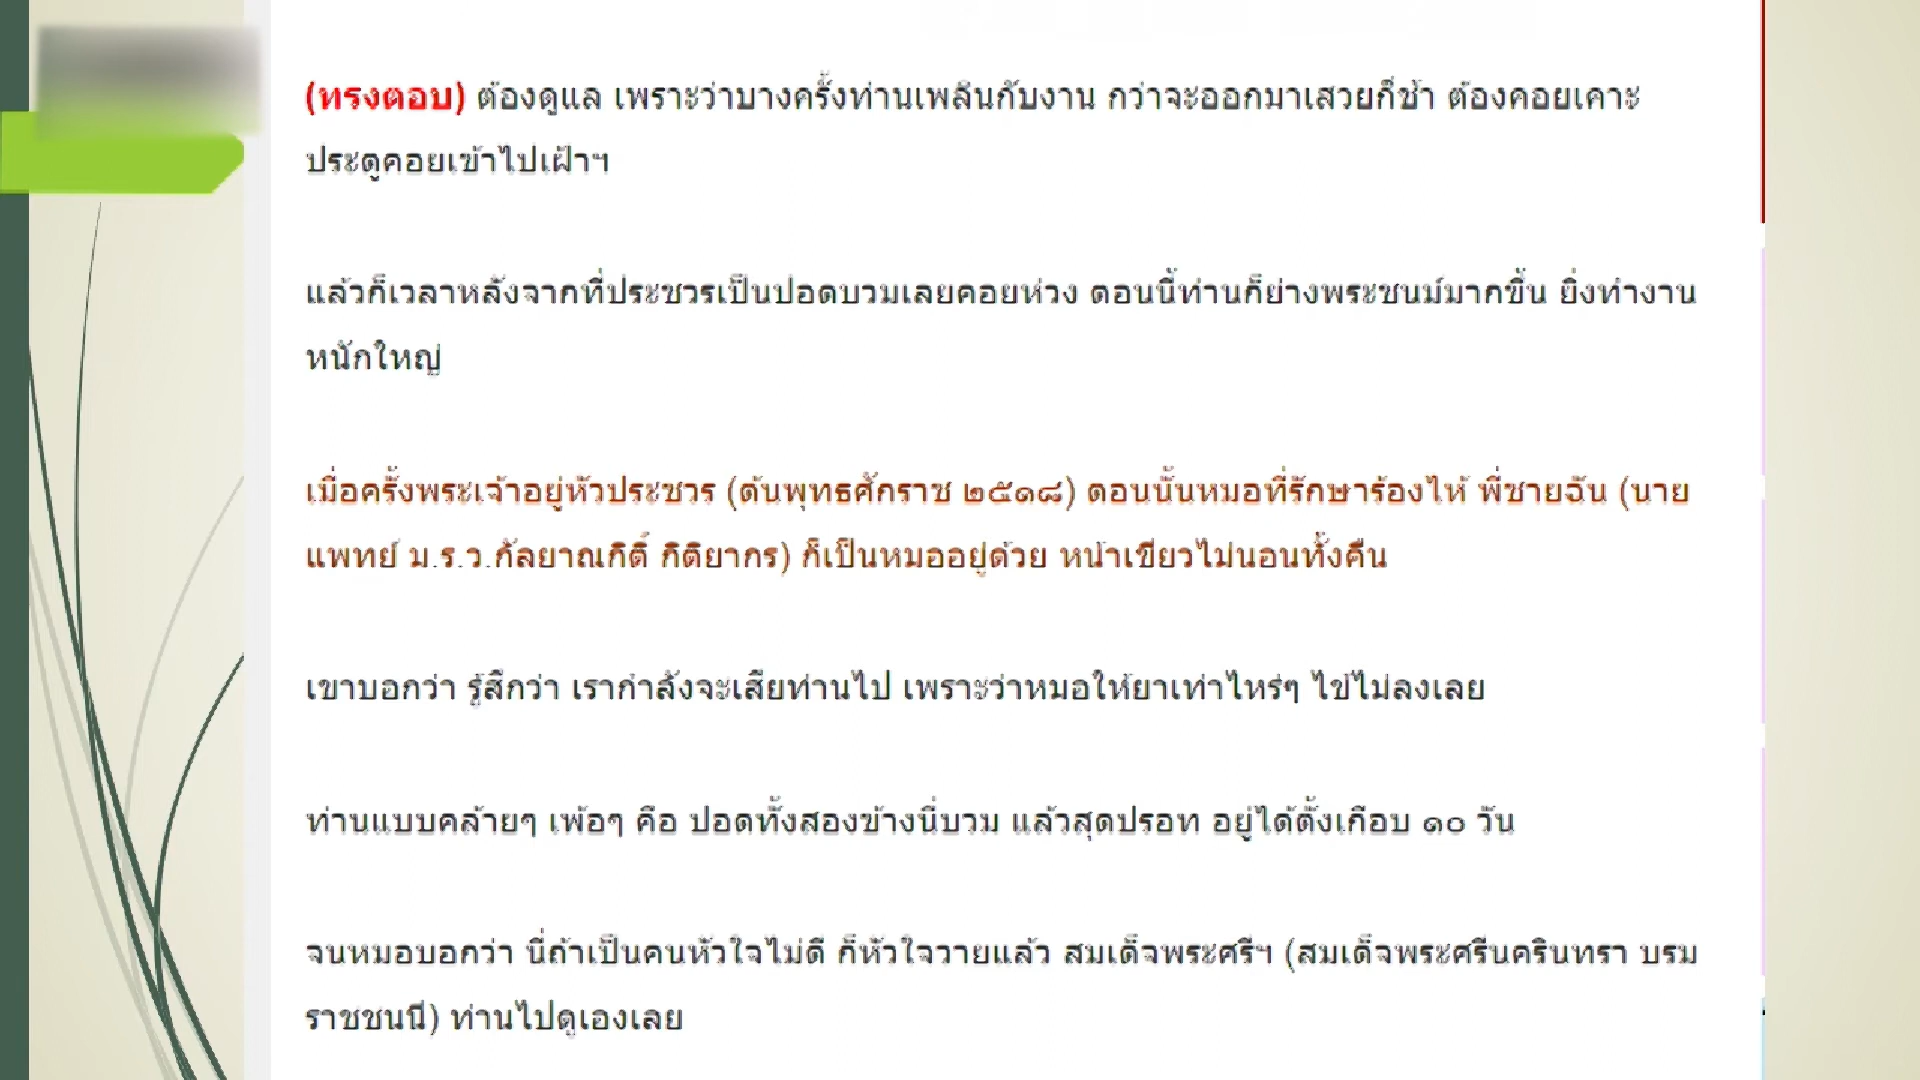 (ทรงตอบ) ต้องดูแล เพราะว่าบางครั้งท่านเพลินกับงาน กว่าจะออกมาเสวยก็ช้า ต้องคอยเคาะ
ประตูคอยเข้าไปเฝ้าฯ
แล้วก็เวลาหลังจากที่ประชวรเป็นปอดบวมเลยคอยห่วง ตอนนี้ท่านก็ย่างพระชนม์มากขึ้น ยิ่งทำงาน
หนักใหญ่
เมื่อครั้งพระเจ้าอยู่หัวประชวร (ต้นพุทธศักราช ๒๕๑๘) ตอนนั้นหมอที่รักษาร้องไห้ พี่ชายฉัน (นาย
แพทย์ ม.ร.ว.กัลยาณกิติ์ กิติยากร) ก็เป็นหมออยู่ด้วย หน้าเขียวไม่นอนทั้งคืน
เขาบอกว่า รู้สึกว่า เรากำลังจะเสียท่านไป เพราะว่าหมอให้ยาเท่าไหร่ๆ ไข้ไม่ลงเลย
ท่านแบบคล้ายๆ เพ้อๆ คือ ปอดทั้งสองข้างนี่บวม แล้วสุดปรอท อยู่ได้ตั้งเกือบ ๑๐ วัน
จนหมอบอกว่า นี่ถ้าเป็นคนหัวใจไม่ดี ก็หัวใจวายแล้ว สมเด็จพระศรีฯ (สมเด็จพระศรีนครินทรา บรม
ราชชนนี) ท่านไปดูเองเลย